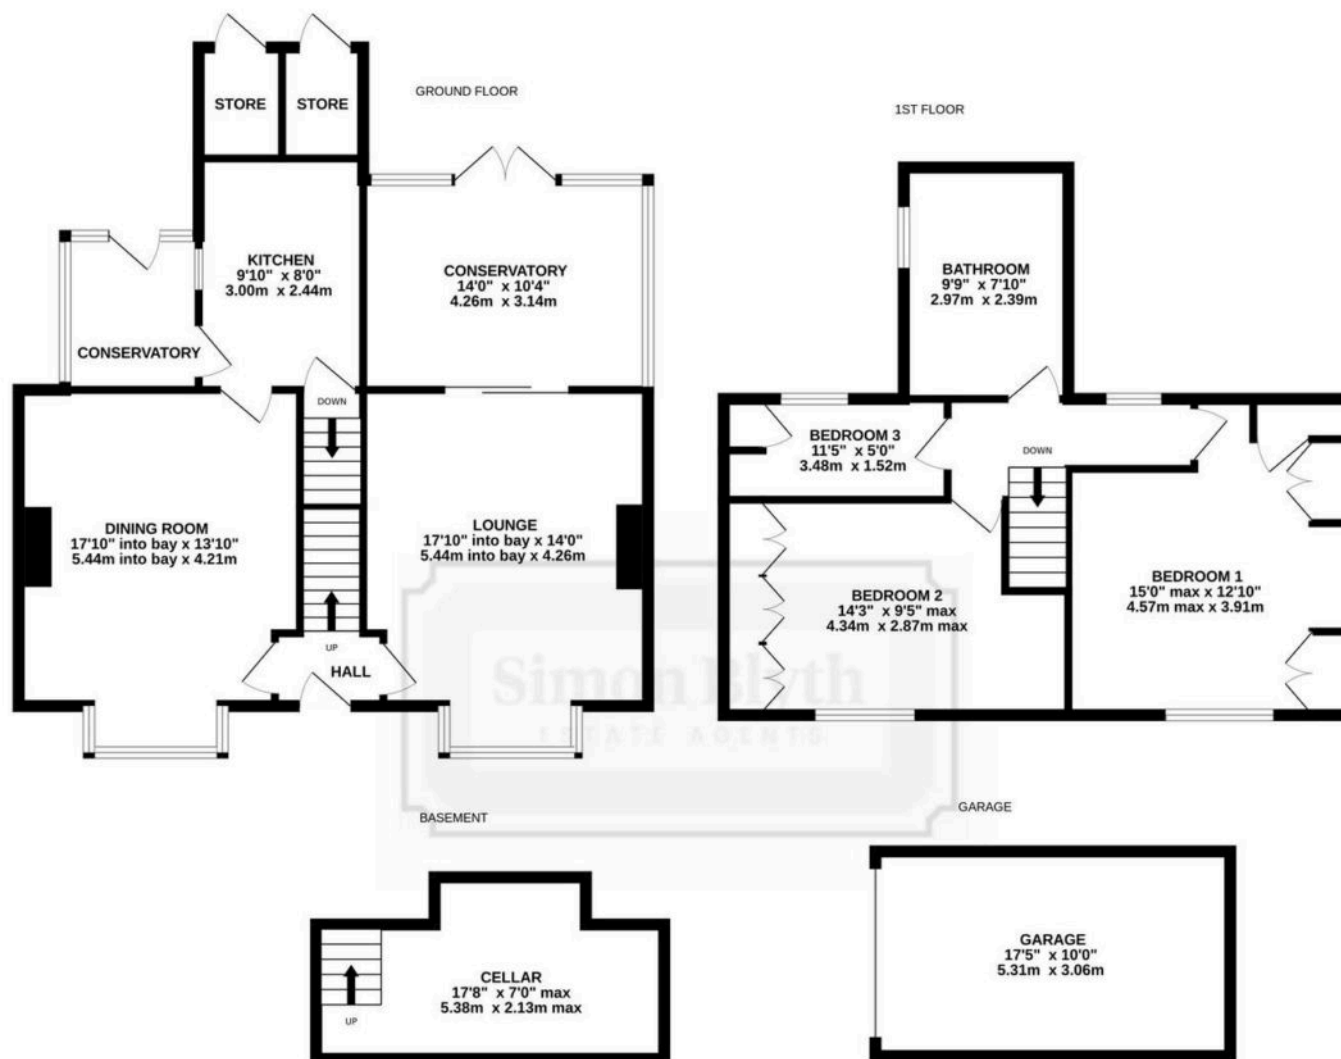 GROUND FLOOR
STORE
STORE
KITCHEN
9'10" x 8'0"
3.00m x 2.44m
CONSERVATORY
14'0" x 10'4"
4.26m x 3.14m
CONSERVATORY
DOWN
DINING ROOM
17'10" into bay x 13'10"
5.44m into bay x 4.21m
LOUNGE
17'10" into bay x 14'0"
5.44m into bay x 4.26m
UP
HALL
1ST FLOOR
BATHROOM
9'9" x 7'10"
2.97m x 2.39m
BEDROOM 3
11'5" x 5'0"
3.48m x 1.52m
DOWN
BEDROOM 2
14'3" x 9'5" max
4.34m x 2.87m max
BEDROOM 1
15'0" max x 12'10"
4.57m max x 3.91m
Simon Blyth
ESTATE AGENTS
BASEMENT
CELLAR
17'8" x 7'0" max
5.38m x 2.13m max
UP
GARAGE
GARAGE
17'5" x 10'0"
5.31m x 3.06m